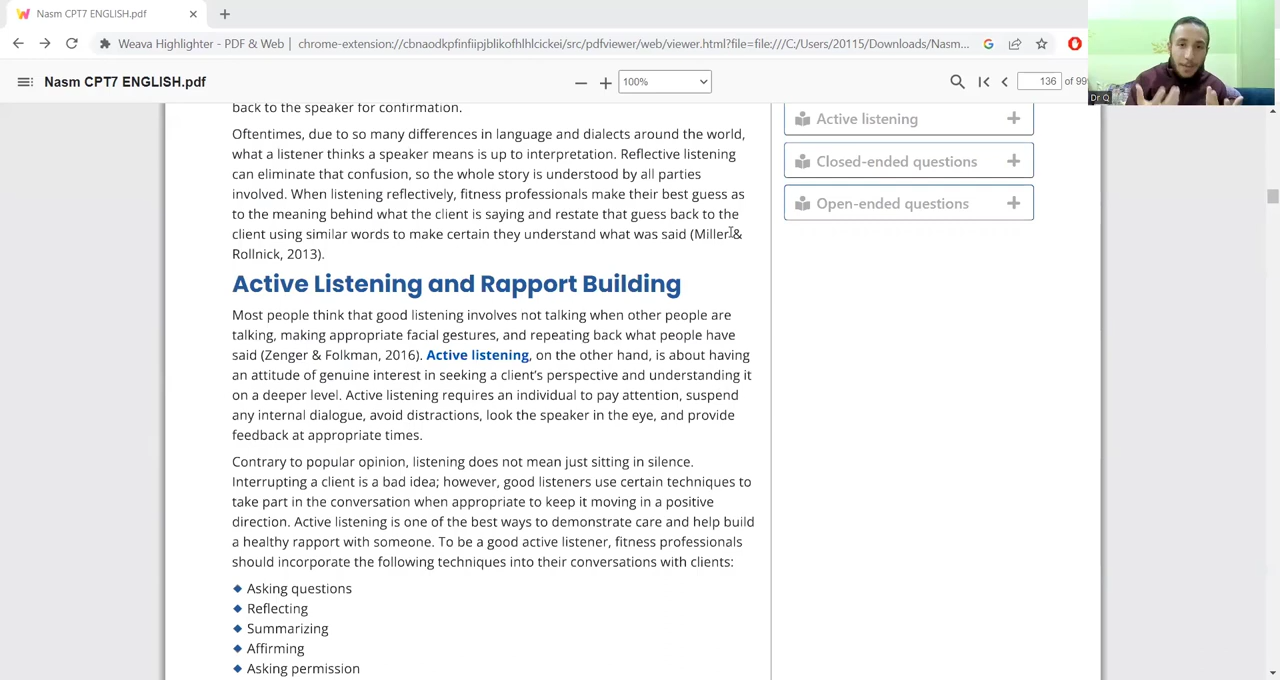 Nasm CPT7 ENGLISH.pdf
Weava Highlighter - PDF & Web | chrome-extension://cbnaodkpfinfiipjblikofhlhlcickei/src/pdfviewer/web/viewer.html?file=file:///C:/Users/20115/Downloads/Nasm...
Nasm CPT7 ENGLISH.pdf
100%
136 of 99
Dr Q
back to the speaker for confirmation.
Oftentimes, due to so many differences in language and dialects around the world,
what a listener thinks a speaker means is up to interpretation. Reflective listening
can eliminate that confusion, so the whole story is understood by all parties
involved. When listening reflectively, fitness professionals make their best guess as
to the meaning behind what the client is saying and restate that guess back to the
client using similar words to make certain they understand what was said (Miller &
Rollnick, 2013).
Active Listening and Rapport Building
Most people think that good listening involves not talking when other people are
talking, making appropriate facial gestures, and repeating back what people have
said (Zenger & Folkman, 2016). Active listening, on the other hand, is about having
an attitude of genuine interest in seeking a client's perspective and understanding it
on a deeper level. Active listening requires an individual to pay attention, suspend
any internal dialogue, avoid distractions, look the speaker in the eye, and provide
feedback at appropriate times.
Contrary to popular opinion, listening does not mean just sitting in silence.
Interrupting a client is a bad idea; however, good listeners use certain techniques to
take part in the conversation when appropriate to keep it moving in a positive
direction. Active listening is one of the best ways to demonstrate care and help build
a healthy rapport with someone. To be a good active listener, fitness professionals
should incorporate the following techniques into their conversations with clients:
Asking questions
Reflecting
Summarizing
Affirming
Asking permission
Active listening
Closed-ended questions
Open-ended questions